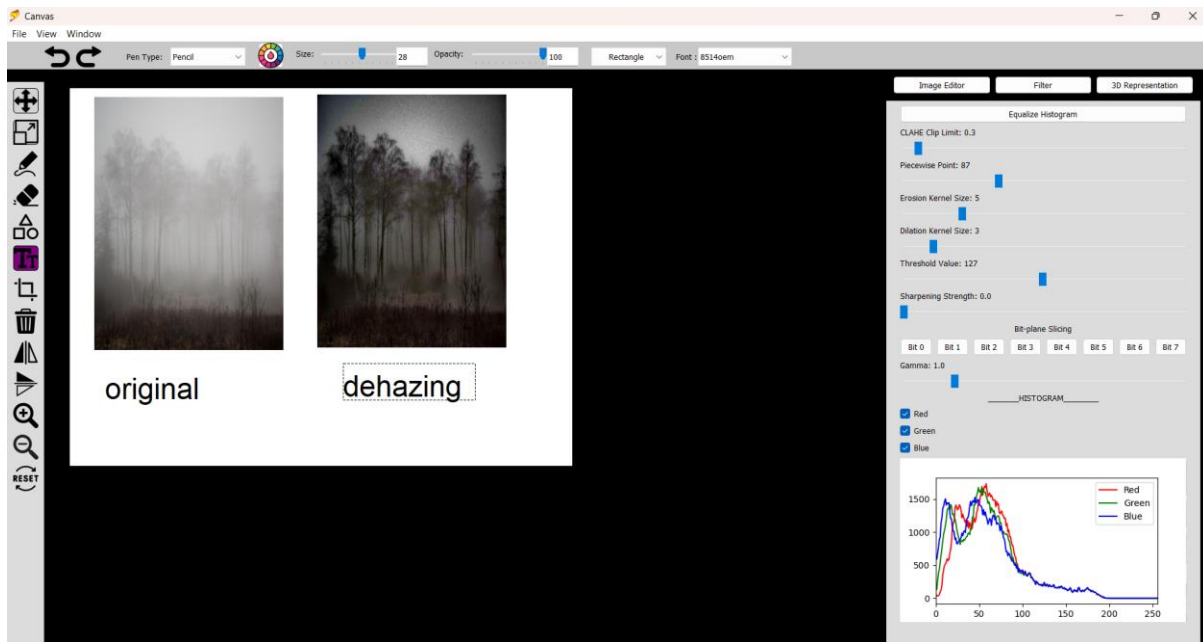 Canvas
File View Window
Pen Type: Pencil Size: 28 Opacity: 100 Rectangle Font : 8514oem
Image Editor Filter 3D Representation
Equalize Histogram
CLAHE Clip Limit: 0.3
Piecewise Point: 87
Erosion Kernel Size: 5
Dilation Kernel Size: 3
Threshold Value: 127
Sharpening Strength: 0.0
Bit-plane Slicing
Bit 0 Bit 1 Bit 2 Bit 3 Bit 4 Bit 5 Bit 6 Bit 7
Gamma: 1.0
______HISTOGRAM______
Red
Green
Blue
Red
Green
Blue
1500
1000
500
0
0 50 100 150 200 250
original dehazing
TT
RESET